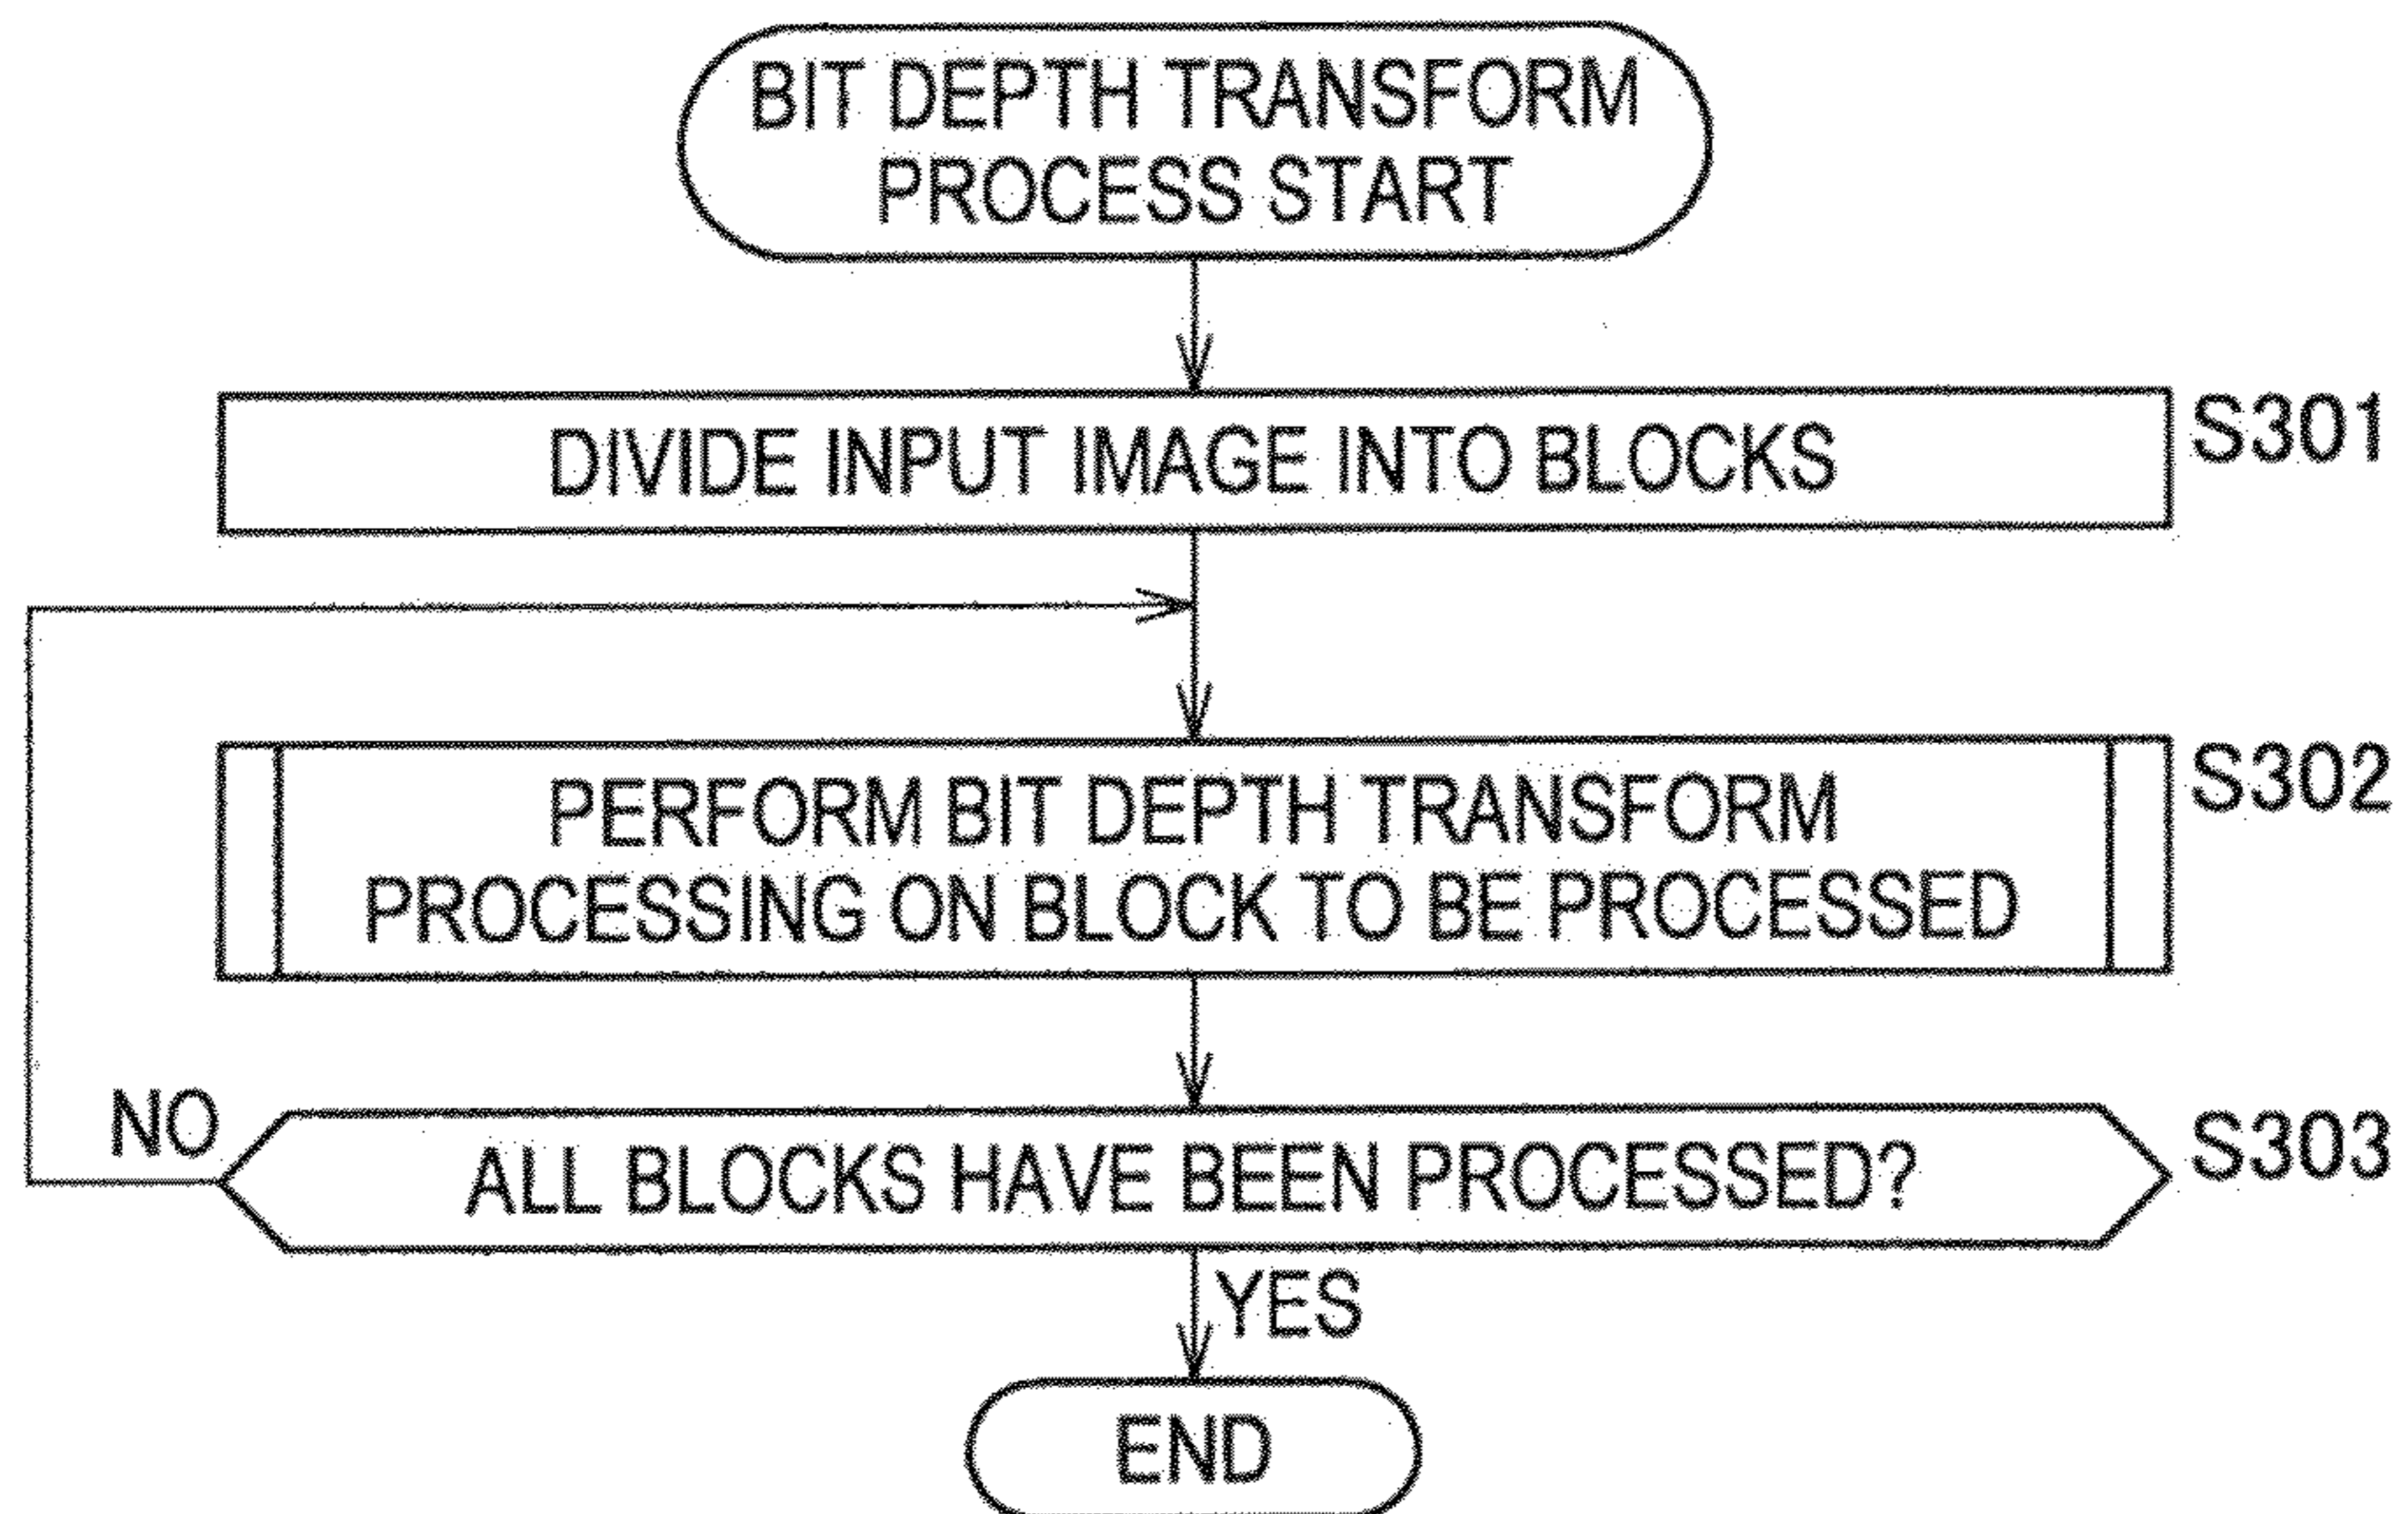 BIT DEPTH TRANSFORM
PROCESS START
DIVIDE INPUT IMAGE INTO BLOCKS
S301
PERFORM BIT DEPTH TRANSFORM
PROCESSING ON BLOCK TO BE PROCESSED
S302
NO
ALL BLOCKS HAVE BEEN PROCESSED?
S303
YES
END